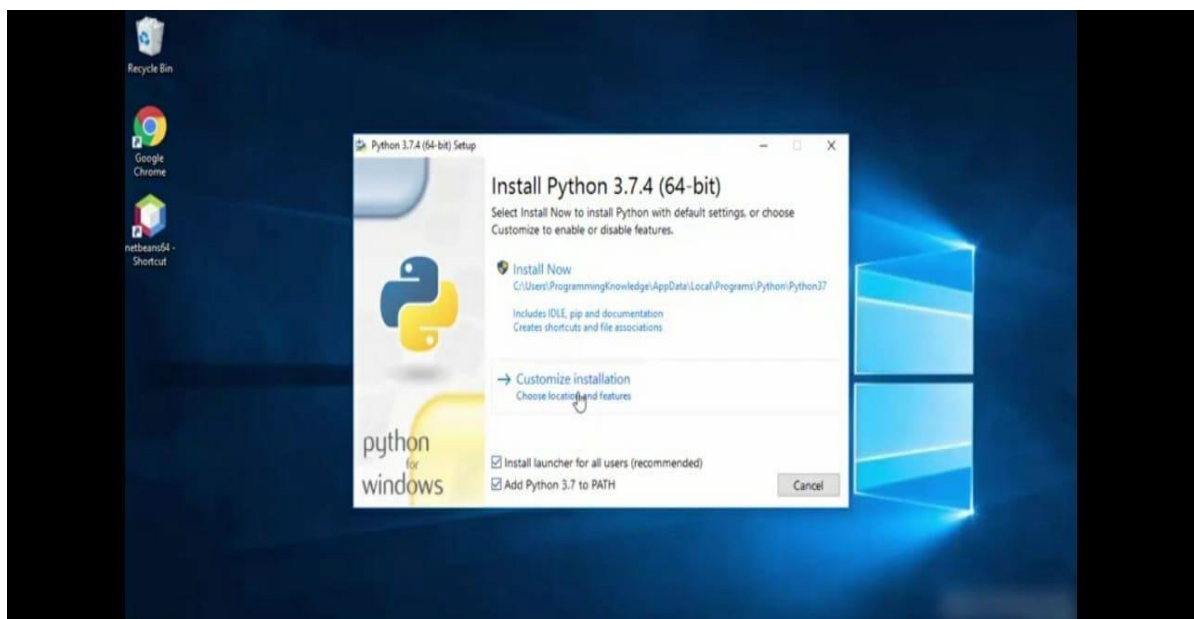 Recycle Bin
Google
Chrome
netbeans64 -
Shortcut
Python 3.7.4 (64-bit) Setup
Install Python 3.7.4 (64-bit)
Select Install Now to install Python with default settings, or choose
Customize to enable or disable features.
Install Now
C:\Users\ProgrammingKnowledge\AppData\Local\Programs\Python\Python37
Includes IDLE, pip and documentation
Creates shortcuts and file associations
Customize installation
Choose location and features
python
for
windows
Install launcher for all users (recommended)
Add Python 3.7 to PATH
Cancel